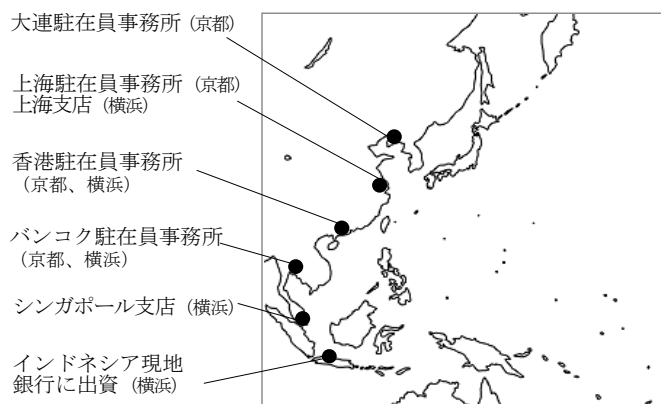 大連駐在員事務所（京都）
上海駐在員事務所（京都）
上海支店（横浜）
香港駐在員事務所
（京都、横浜）
バンコク駐在員事務所
（京都、横浜）
シンガポール支店（横浜）
インドネシア現地
銀行に出資（横浜）